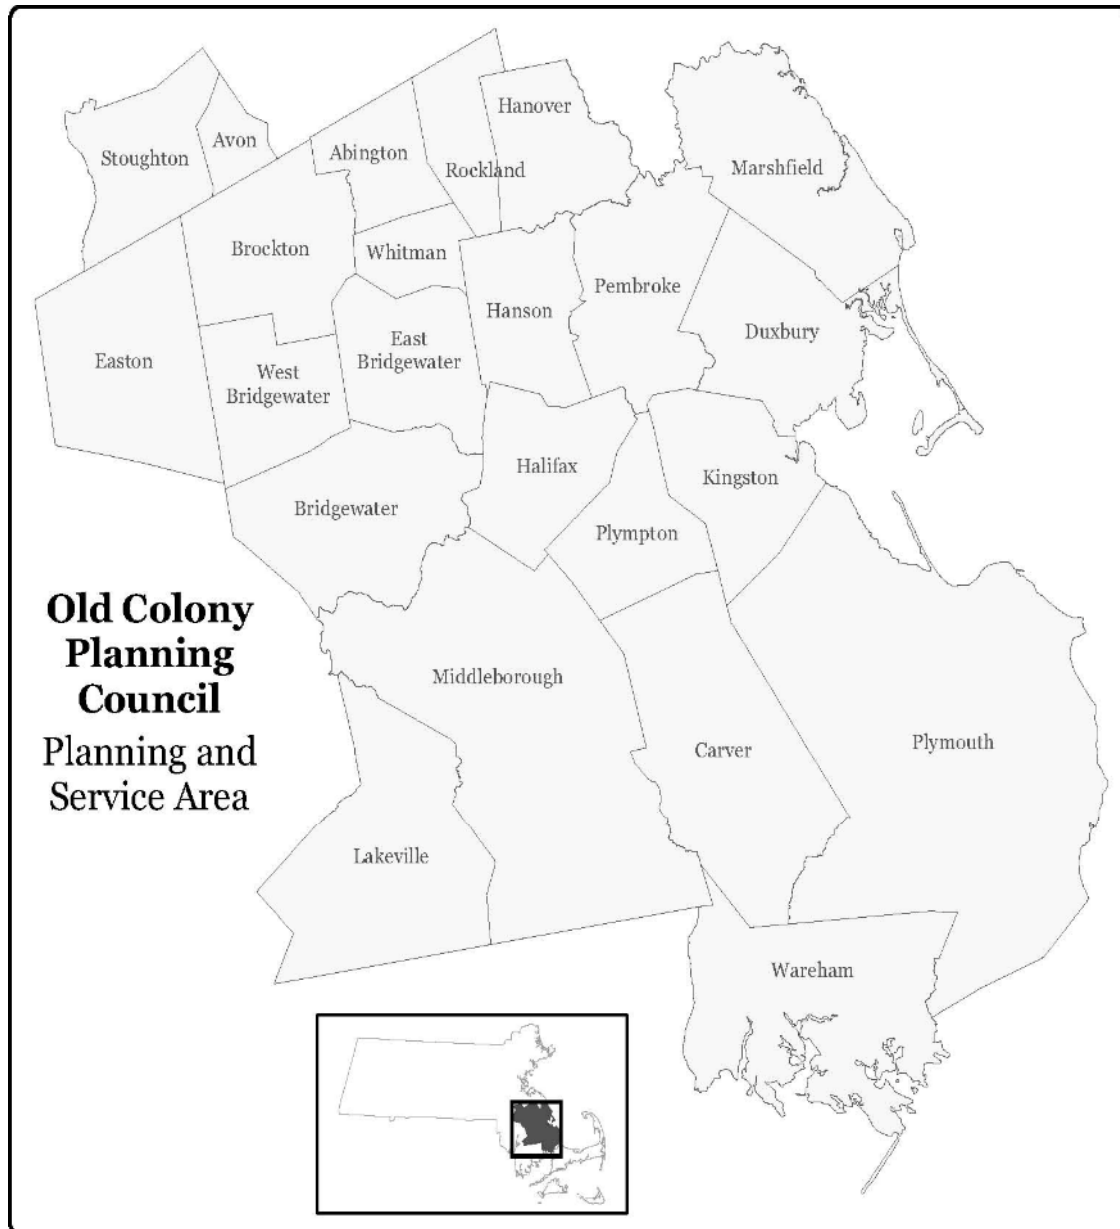 Hanover
Avon
Abington
Stoughton
Rockland
Marshfield
Brockton
Whitman
Pembroke
Hanson
Duxbury
East
Bridgewater
Easton
West
Bridgewater
Halifax
Kingston
Bridgewater
Plympton
Old Colony
Planning
Council
Planning and
Service Area
Middleborough
Carver
Plymouth
Lakeville
Wareham